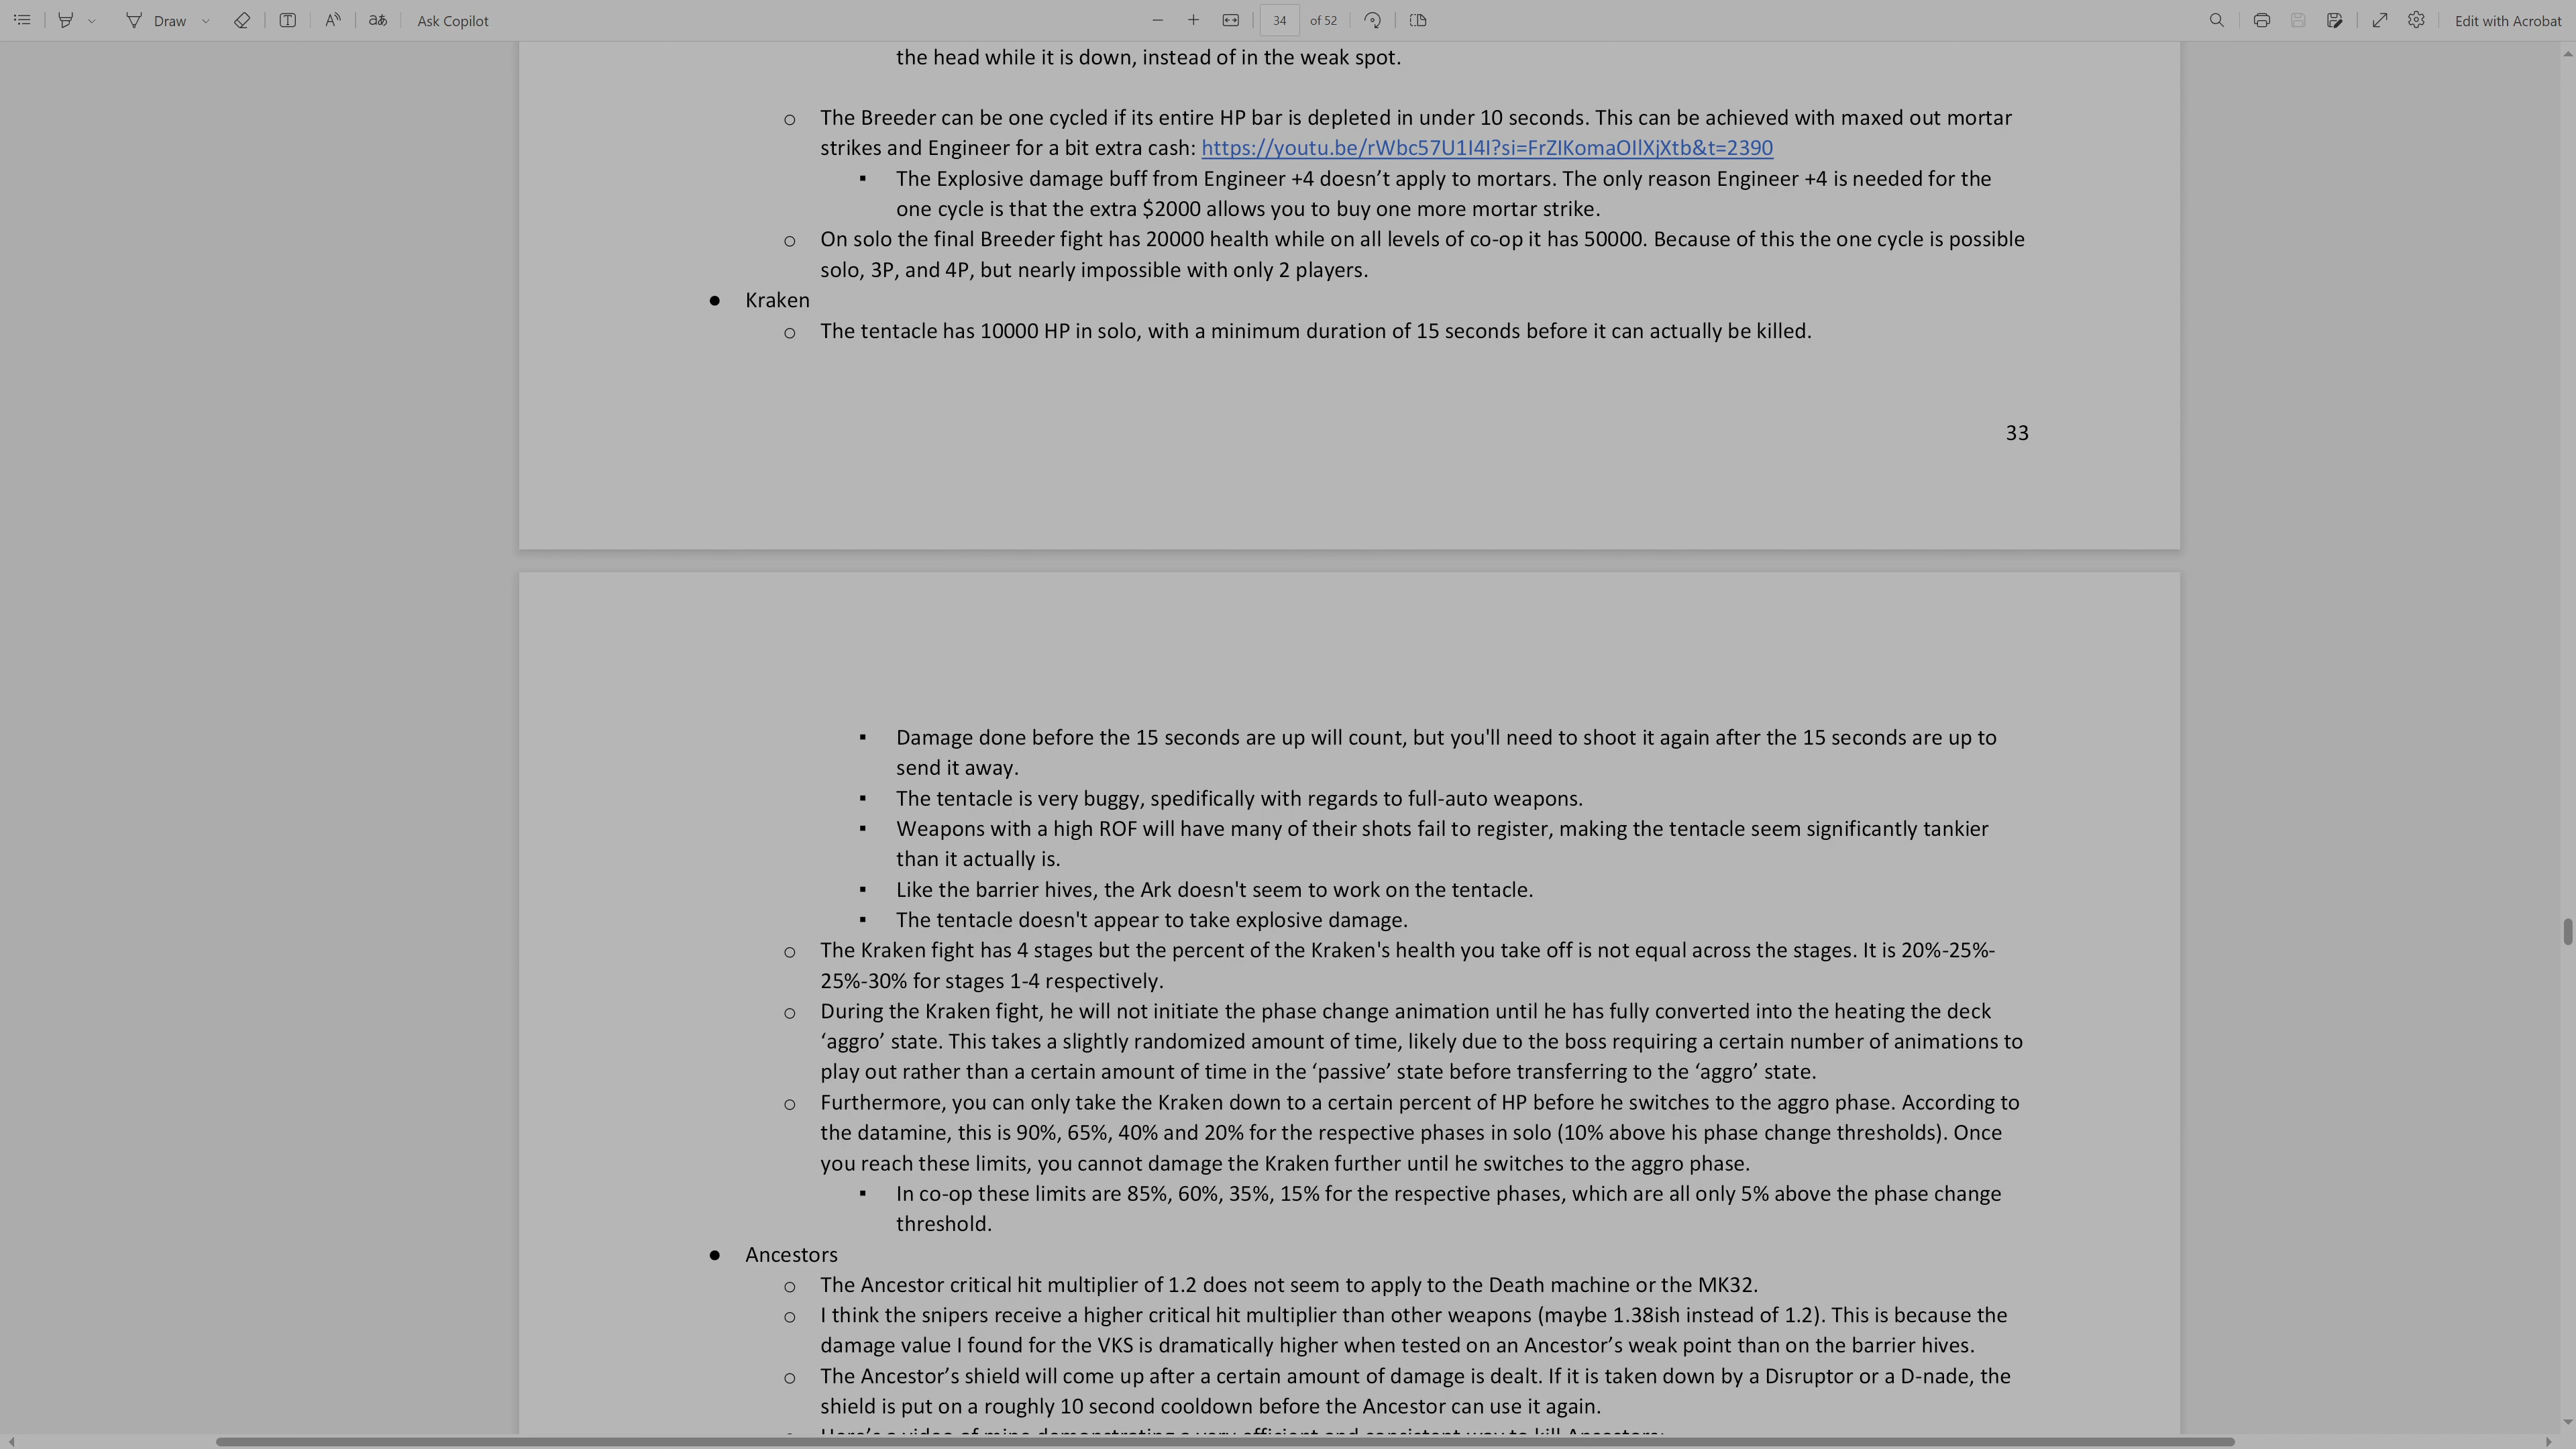 Draw
Ask Copilot
34 of 52
Edit with Acrobat
the head while it is down, instead of in the weak spot.
o The Breeder can be one cycled if its entire HP bar is depleted in under 10 seconds. This can be achieved with maxed out mortar
strikes and Engineer for a bit extra cash: https://youtu.be/rWbc57U1I4I?si=FrZIKomaOIlXjXtb&t=2390
▪ The Explosive damage buff from Engineer +4 doesn’t apply to mortars. The only reason Engineer +4 is needed for the
one cycle is that the extra $2000 allows you to buy one more mortar strike.
o On solo the final Breeder fight has 20000 health while on all levels of co-op it has 50000. Because of this the one cycle is possible
solo, 3P, and 4P, but nearly impossible with only 2 players.
● Kraken
o The tentacle has 10000 HP in solo, with a minimum duration of 15 seconds before it can actually be killed.
33
▪ Damage done before the 15 seconds are up will count, but you'll need to shoot it again after the 15 seconds are up to
send it away.
▪ The tentacle is very buggy, spedifically with regards to full-auto weapons.
▪ Weapons with a high ROF will have many of their shots fail to register, making the tentacle seem significantly tankier
than it actually is.
▪ Like the barrier hives, the Ark doesn't seem to work on the tentacle.
▪ The tentacle doesn't appear to take explosive damage.
o The Kraken fight has 4 stages but the percent of the Kraken's health you take off is not equal across the stages. It is 20%-25%-
25%-30% for stages 1-4 respectively.
o During the Kraken fight, he will not initiate the phase change animation until he has fully converted into the heating the deck
‘aggro’ state. This takes a slightly randomized amount of time, likely due to the boss requiring a certain number of animations to
play out rather than a certain amount of time in the ‘passive’ state before transferring to the ‘aggro’ state.
o Furthermore, you can only take the Kraken down to a certain percent of HP before he switches to the aggro phase. According to
the datamine, this is 90%, 65%, 40% and 20% for the respective phases in solo (10% above his phase change thresholds). Once
you reach these limits, you cannot damage the Kraken further until he switches to the aggro phase.
▪ In co-op these limits are 85%, 60%, 35%, 15% for the respective phases, which are all only 5% above the phase change
threshold.
● Ancestors
o The Ancestor critical hit multiplier of 1.2 does not seem to apply to the Death machine or the MK32.
o I think the snipers receive a higher critical hit multiplier than other weapons (maybe 1.38ish instead of 1.2). This is because the
damage value I found for the VKS is dramatically higher when tested on an Ancestor’s weak point than on the barrier hives.
o The Ancestor’s shield will come up after a certain amount of damage is dealt. If it is taken down by a Disruptor or a D-nade, the
shield is put on a roughly 10 second cooldown before the Ancestor can use it again.
Here’s a video of mine demonstrating a very efficient and consistent way to kill Ancestors: